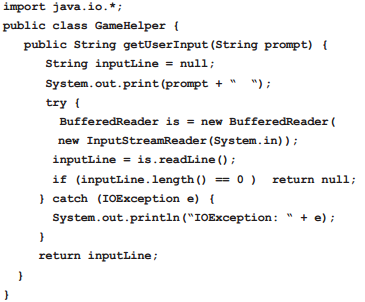 import java.io.*;
public class GameHelper {
public String getUserInput(String prompt) {
String inputLine = null;
System.out.print(prompt + “  “);
try {
BufferedReader is = new BufferedReader(
new InputStreamReader(System.in));
inputLine = is.readLine();
if (inputLine.length() == 0 )  return null;
} catch (IOException e) {
System.out.println(“IOException: “ + e);
}
return inputLine;
}
}